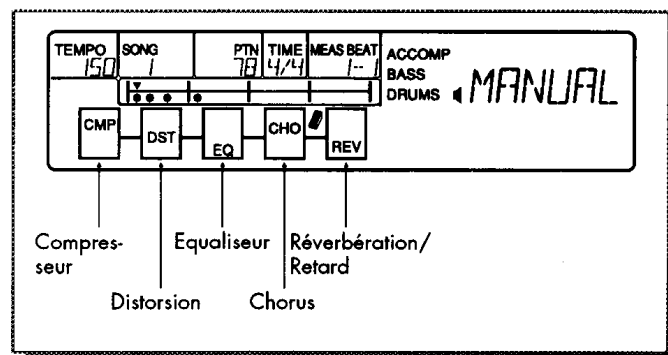 TEMPO SONG PTN TIME MEAS BEAT ACCOMP
150 1 78 4/4 1-- 1 BASS
DRUMS MANUAL
CMP DST EQ CHO REV
Compres- Equaliseur Réverbération/
seur Retard
Distorsion Chorus